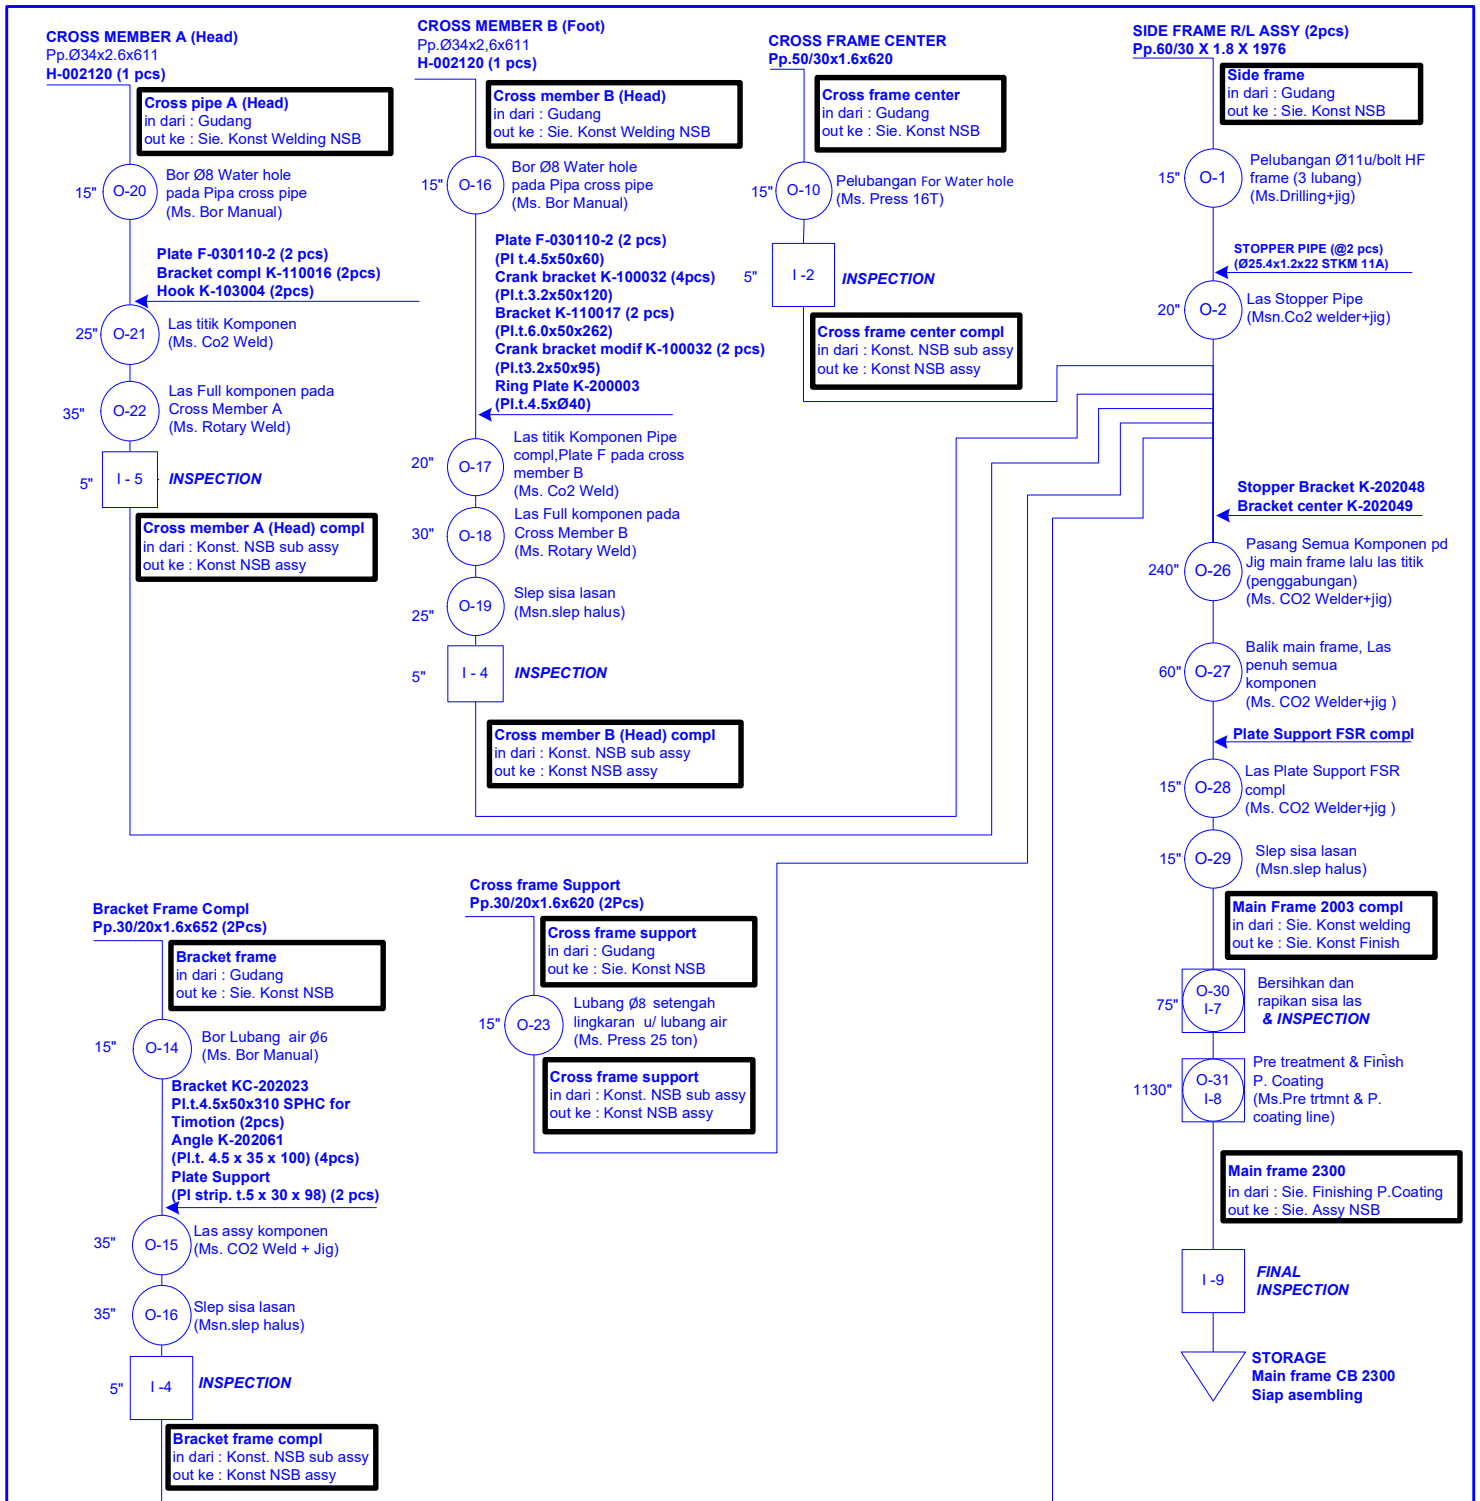 CROSS MEMBER A (Head)
Pp.Ø34x2.6x611
H-002120 (1 pcs)
Cross pipe A (Head)
in dari : Gudang
out ke : Sie. Konst Welding NSB
15"
O-20
Bor Ø8 Water hole
pada Pipa cross pipe
(Ms. Bor Manual)
Plate F-030110-2 (2 pcs)
Bracket compl K-110016 (2pcs)
Hook K-103004 (2pcs)
25"
O-21
Las titik Komponen
(Ms. Co2 Weld)
35"
O-22
Las Full komponen pada
Cross Member A
(Ms. Rotary Weld)
5"
I - 5
INSPECTION
Cross member A (Head) compl
in dari : Konst. NSB sub assy
out ke : Konst NSB assy
CROSS MEMBER B (Foot)
Pp.Ø34x2,6x611
H-002120 (1 pcs)
Cross member B (Head)
in dari : Gudang
out ke : Sie. Konst Welding NSB
15"
O-16
Bor Ø8 Water hole
pada Pipa cross pipe
(Ms. Bor Manual)
Plate F-030110-2 (2 pcs)
(Pl t.4.5x50x60)
Crank bracket K-100032 (4pcs)
(Pl.t.3.2x50x120)
Bracket K-110017 (2 pcs)
(Pl.t.6.0x50x262)
Crank bracket modif K-100032 (2 pcs)
(Pl.t3.2x50x95)
Ring Plate K-200003
(Pl.t.4.5xØ40)
20"
O-17
Las titik Komponen Pipe
compl,Plate F pada cross
member B
(Ms. Co2 Weld)
30"
O-18
Las Full komponen pada
Cross Member B
(Ms. Rotary Weld)
25"
O-19
Slep sisa lasan
(Msn.slep halus)
5"
I - 4
INSPECTION
Cross member B (Head) compl
in dari : Konst. NSB sub assy
out ke : Konst NSB assy
CROSS FRAME CENTER
Pp.50/30x1.6x620
Cross frame center
in dari : Gudang
out ke : Sie. Konst NSB
15"
O-10
Pelubangan For Water hole
(Ms. Press 16T)
5"
I -2
INSPECTION
Cross frame center compl
in dari : Konst. NSB sub assy
out ke : Konst NSB assy
SIDE FRAME R/L ASSY (2pcs)
Pp.60/30 X 1.8 X 1976
Side frame
in dari : Gudang
out ke : Sie. Konst NSB
15"
O-1
Pelubangan Ø11u/bolt HF
frame (3 lubang)
(Ms.Drilling+jig)
STOPPER PIPE (@2 pcs)
(Ø25.4x1.2x22 STKM 11A)
20"
O-2
Las Stopper Pipe
(Msn.Co2 welder+jig)
Stopper Bracket K-202048
Bracket center K-202049
240"
O-26
Pasang Semua Komponen pd
Jig main frame lalu las titik
(penggabungan)
(Ms. CO2 Welder+jig)
60"
O-27
Balik main frame, Las
penuh semua
komponen
(Ms. CO2 Welder+jig )
Plate Support FSR compl
15"
O-28
Las Plate Support FSR
compl
(Ms. CO2 Welder+jig )
15"
O-29
Slep sisa lasan
(Msn.slep halus)
Main Frame 2003 compl
in dari : Sie. Konst welding
out ke : Sie. Konst Finish
75"
O-30
I-7
Bersihkan dan
rapikan sisa las
& INSPECTION
1130"
O-31
I-8
Pre treatment & Finish
P. Coating
(Ms.Pre trtmnt & P.
coating line)
Main frame 2300
in dari : Sie. Finishing P.Coating
out ke : Sie. Assy NSB
I -9
FINAL
INSPECTION
STORAGE
Main frame CB 2300
Siap asembling
Bracket Frame Compl
Pp.30/20x1.6x652 (2Pcs)
Bracket frame
in dari : Gudang
out ke : Sie. Konst NSB
15"
O-14
Bor Lubang air Ø6
(Ms. Bor Manual)
Bracket KC-202023
Pl.t.4.5x50x310 SPHC for
Timotion (2pcs)
Angle K-202061
(Pl.t. 4.5 x 35 x 100) (4pcs)
Plate Support
(Pl strip. t.5 x 30 x 98) (2 pcs)
35"
O-15
Las assy komponen
(Ms. CO2 Weld + Jig)
35"
O-16
Slep sisa lasan
(Msn.slep halus)
5"
I -4
INSPECTION
Bracket frame compl
in dari : Konst. NSB sub assy
out ke : Konst NSB assy
Cross frame Support
Pp.30/20x1.6x620 (2Pcs)
Cross frame support
in dari : Gudang
out ke : Sie. Konst NSB
15"
O-23
Lubang Ø8 setengah
lingkaran u/ lubang air
(Ms. Press 25 ton)
Cross frame support
in dari : Konst. NSB sub assy
out ke : Konst NSB assy